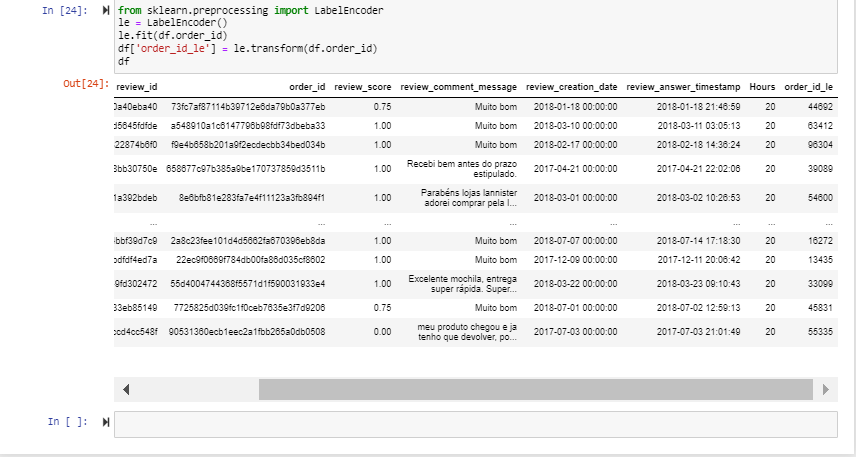 In [24]:
from sklearn.preprocessing import LabelEncoder
le = LabelEncoder()
le.fit(df.order_id)
df['order_id_le'] = le.transform(df.order_id)
df
Out[24]:
review_id order_id review_score review_comment_message review_creation_date review_answer_timestamp Hours order_id_le
0a40eba40 73fc7af87114b39712e6da79b0a377eb 0.75 Muito bom 2018-01-18 00:00:00 2018-01-18 21:46:59 20 44692
d5645fdfde a548910a1c6147796b98fdf73dbeba33 1.00 Muito bom 2018-03-10 00:00:00 2018-03-11 03:05:13 20 63412
22874b6f0 f9e4b658b201a9f2ecdecbb34bed034b 1.00 Muito bom 2018-02-17 00:00:00 2018-02-18 14:36:24 20 96304
8bb30750e 658677c97b385a9be170737859d3511b 1.00 Recebi bem antes do prazo 2017-04-21 00:00:00 2017-04-21 22:02:06 20 39089
estipulado.
1a392bdeb 8e6bfb81e283fa7e4f11123a3fb894f1 1.00 Parabéns lojas lannister 2018-03-01 00:00:00 2018-03-02 10:26:53 20 54600
adorei comprar pela I...
... ... ... ... ... ... ... ...
bbf39d7c9 2a8c23fee101d4d5662fa670396eb8da 1.00 Muito bom 2018-07-07 00:00:00 2018-07-14 17:18:30 20 16272
dfdf4ed7a 22ec9f0669f784db00fa86d035cf8602 1.00 Muito bom 2017-12-09 00:00:00 2017-12-11 20:06:42 20 13435
9fd302472 55d4004744368f5571d1f590031933e4 1.00 Excelente mochila, entrega 2018-03-22 00:00:00 2018-03-23 09:10:43 20 33099
super rápida. Super...
33eb85149 7725825d039fc1f0ceb7635e3f7d9206 0.75 Muito bom 2018-07-01 00:00:00 2018-07-02 12:59:13 20 45831
ccd4cc548f 90531360ecb1eec2a1fbb265a0db0508 0.00 meu produto chegou e ja 2017-07-03 00:00:00 2017-07-03 21:01:49 20 55335
tenho que devolver, po...
In [ ]: